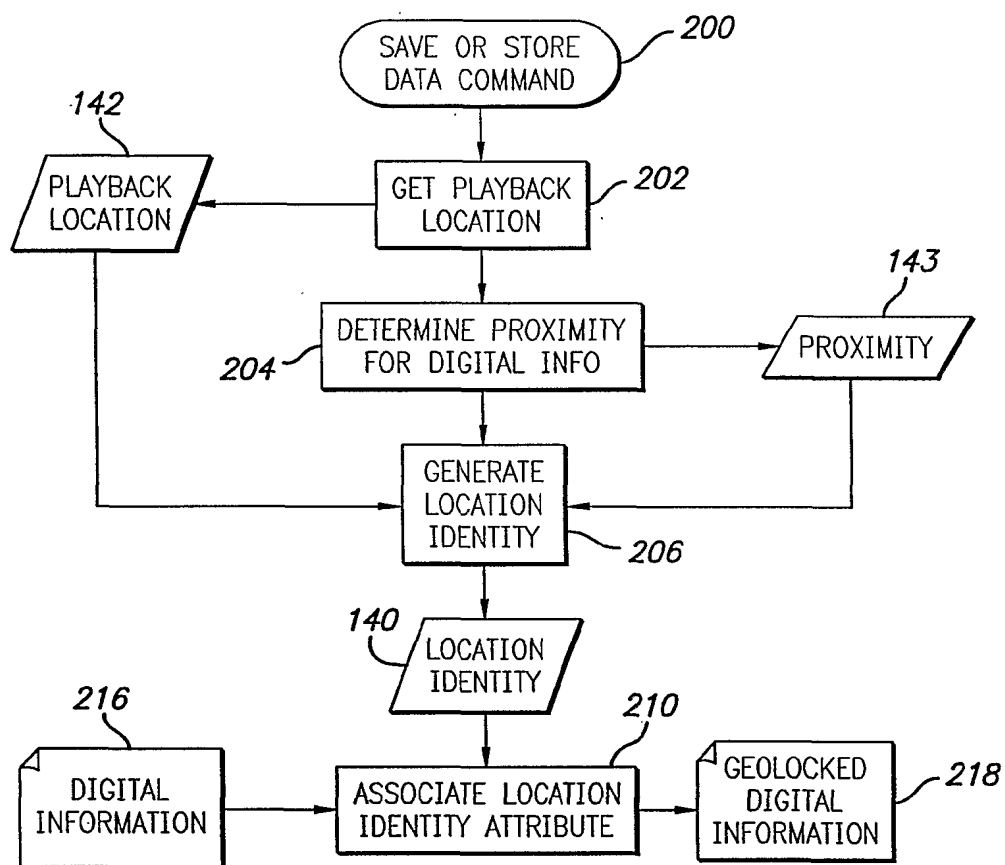 SAVE OR STORE
DATA COMMAND
200
142
PLAYBACK
LOCATION
GET PLAYBACK
LOCATION
202
143
DETERMINE PROXIMITY
FOR DIGITAL INFO
204
PROXIMITY
GENERATE
LOCATION
IDENTITY
206
140
LOCATION
IDENTITY
216
210
DIGITAL
INFORMATION
ASSOCIATE LOCATION
IDENTITY ATTRIBUTE
GEOLOCKED
DIGITAL
INFORMATION
218